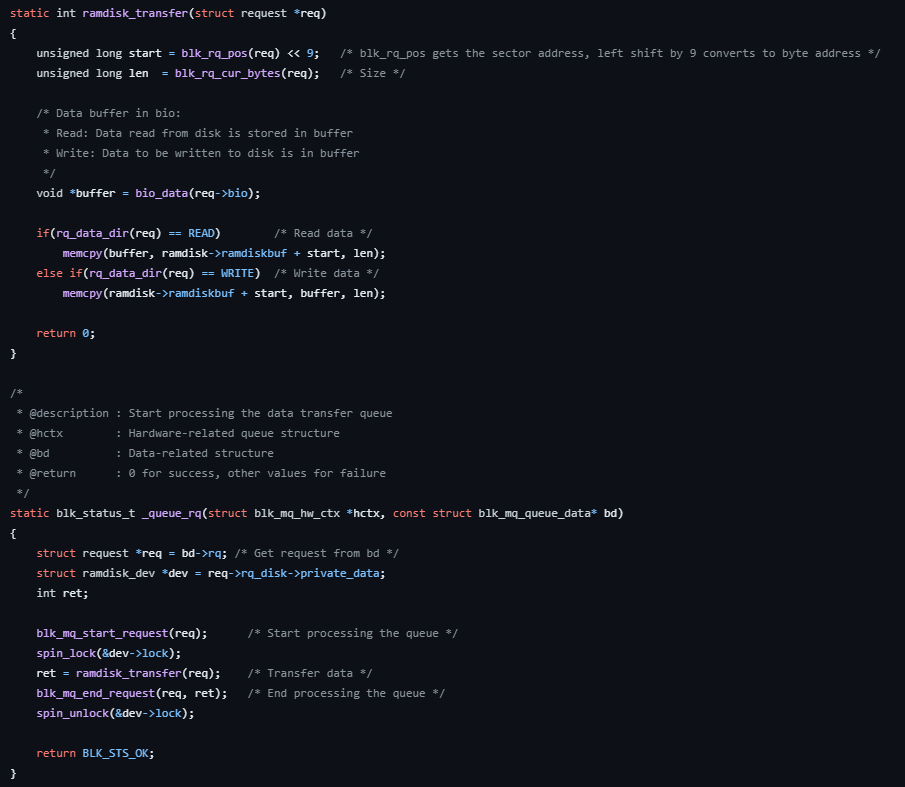 static int ramdisk_transfer(struct request *req)
{
    unsigned long start = blk_rq_pos(req) << 9;   /* blk_rq_pos gets the sector address, left shift by 9 converts to byte address */
    unsigned long len  = blk_rq_cur_bytes(req);   /* Size */

    /* Data buffer in bio:
     * Read: Data read from disk is stored in buffer
     * Write: Data to be written to disk is in buffer
     */
    void *buffer = bio_data(req->bio);

    if(rq_data_dir(req) == READ)        /* Read data */
        memcpy(buffer, ramdisk->ramdiskbuf + start, len);
    else if(rq_data_dir(req) == WRITE)  /* Write data */
        memcpy(ramdisk->ramdiskbuf + start, buffer, len);

    return 0;
}

/*
 * @description : Start processing the data transfer queue
 * @hctx        : Hardware-related queue structure
 * @bd          : Data-related structure
 * @return      : 0 for success, other values for failure
 */
static blk_status_t _queue_rq(struct blk_mq_hw_ctx *hctx, const struct blk_mq_queue_data* bd)
{
    struct request *req = bd->rq; /* Get request from bd */
    struct ramdisk_dev *dev = req->rq_disk->private_data;
    int ret;

    blk_mq_start_request(req);      /* Start processing the queue */
    spin_lock(&dev->lock);
    ret = ramdisk_transfer(req);    /* Transfer data */
    blk_mq_end_request(req, ret);   /* End processing the queue */
    spin_unlock(&dev->lock);

    return BLK_STS_OK;
}